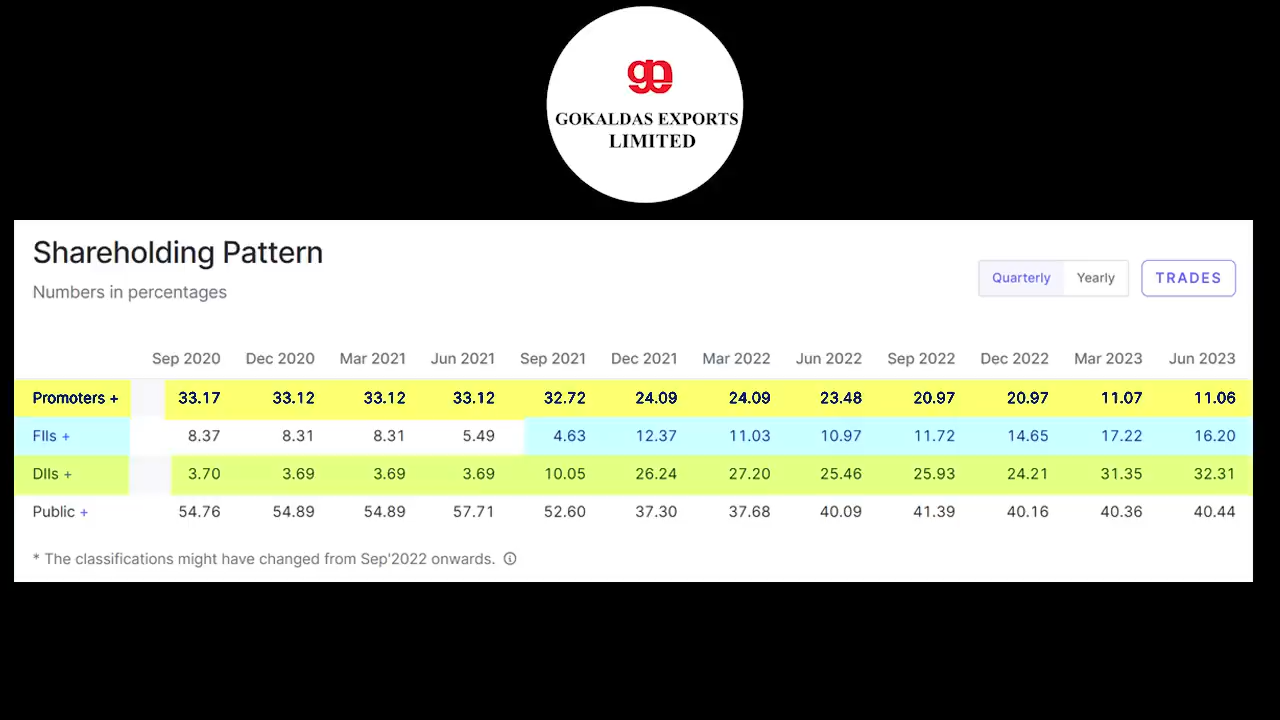 ge
GOKALDAS EXPORTS
LIMITED
Shareholding Pattern
Numbers in percentages
Quarterly Yearly TRADES
Sep 2020 Dec 2020 Mar 2021 Jun 2021 Sep 2021 Dec 2021 Mar 2022 Jun 2022 Sep 2022 Dec 2022 Mar 2023 Jun 2023
Promoters + 33.17 33.12 33.12 33.12 32.72 24.09 24.09 23.48 20.97 20.97 11.07 11.06
FIIs + 8.37 8.31 8.31 5.49 4.63 12.37 11.03 10.97 11.72 14.65 17.22 16.20
DIIs + 3.70 3.69 3.69 3.69 10.05 26.24 27.20 25.46 25.93 24.21 31.35 32.31
Public + 54.76 54.89 54.89 57.71 52.60 37.30 37.68 40.09 41.39 40.16 40.36 40.44
* The classifications might have changed from Sep'2022 onwards.